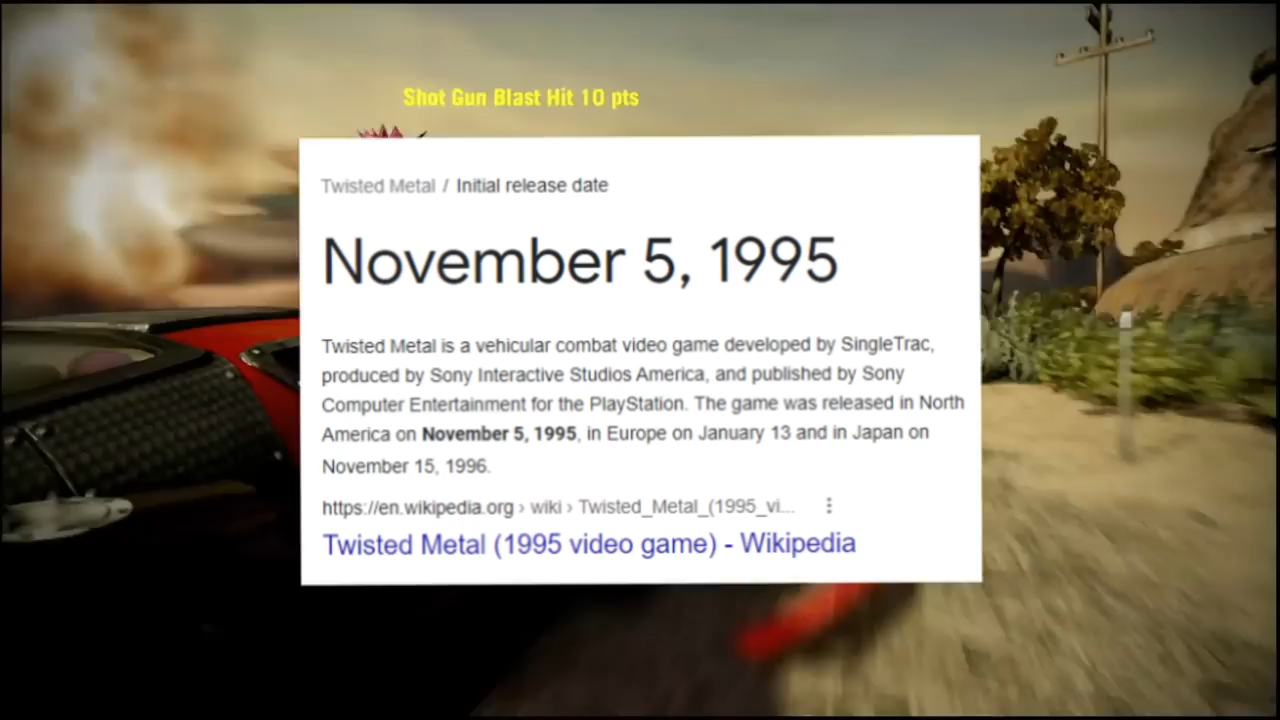 Shot Gun Blast Hit 10 pts
Twisted Metal / Initial release date
November 5, 1995
Twisted Metal is a vehicular combat video game developed by SingleTrac,
produced by Sony Interactive Studios America, and published by Sony
Computer Entertainment for the PlayStation. The game was released in North
America on November 5, 1995, in Europe on January 13 and in Japan on
November 15, 1996.
https://en.wikipedia.org › wiki › Twisted_Metal_(1995_vi...
Twisted Metal (1995 video game) - Wikipedia